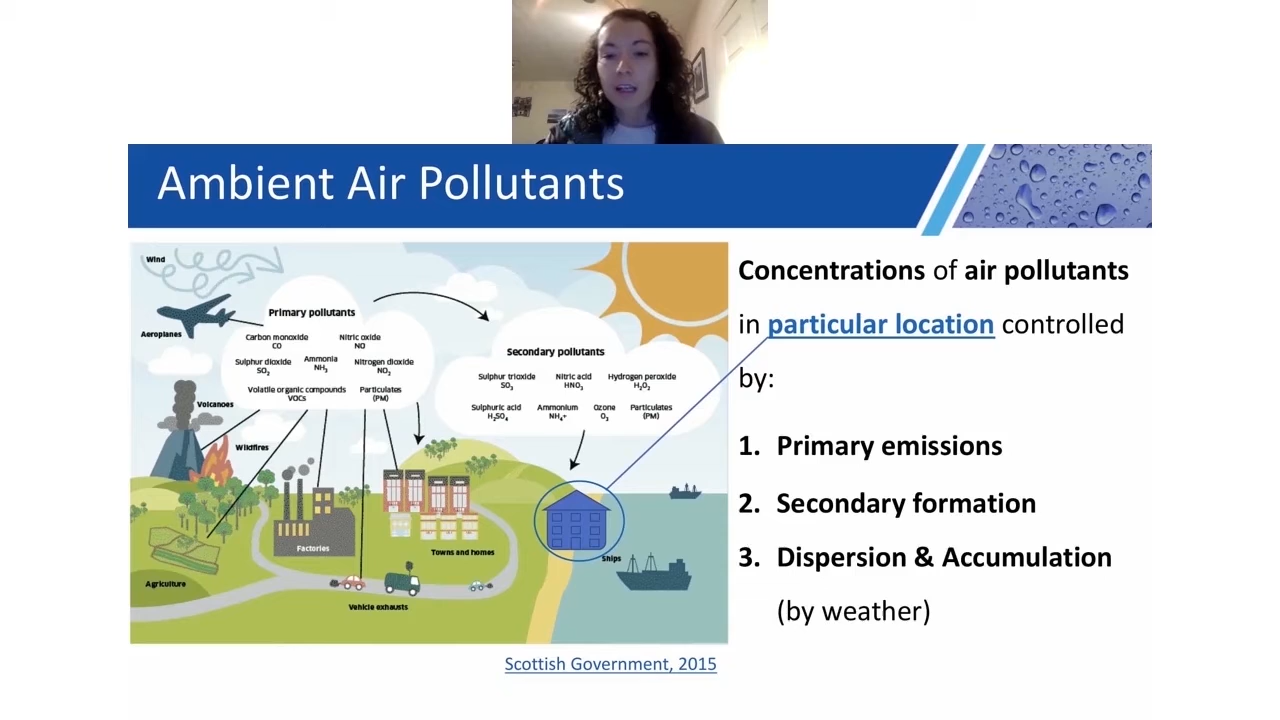 Ambient Air Pollutants
Wind
Aeroplanes
Primary pollutants
Carbon monoxide
CO
Nitric oxide
NO
Sulphur dioxide
SO₂
Ammonia
NH₃
Nitrogen dioxide
NO₂
Volatile organic compounds
VOCs
Particulates
(PM)
Secondary pollutants
Sulphur trioxide
SO₃
Nitric acid
HNO₃
Hydrogen peroxide
H₂O₂
Sulphuric acid
H₂SO₄
Ammonium
NH₄+
Ozone
O₃
Particulates
(PM)
Volcanoes
Wildfires
Factories
Towns and homes
Ships
Agriculture
Vehicle exhausts
Scottish Government, 2015
Concentrations of air pollutants
in particular location controlled
by:
1. Primary emissions
2. Secondary formation
3. Dispersion & Accumulation
(by weather)